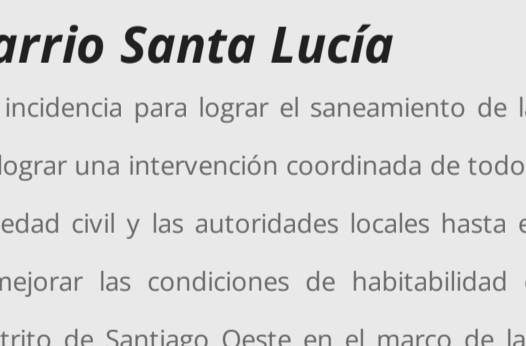 arrio Santa Lucía
incidencia para lograr el saneamiento de l
lograr una intervención coordinada de todo
edad civil y las autoridades locales hasta e
mejorar las condiciones de habitabilidad
trito de Santiago Oeste en el marco de la